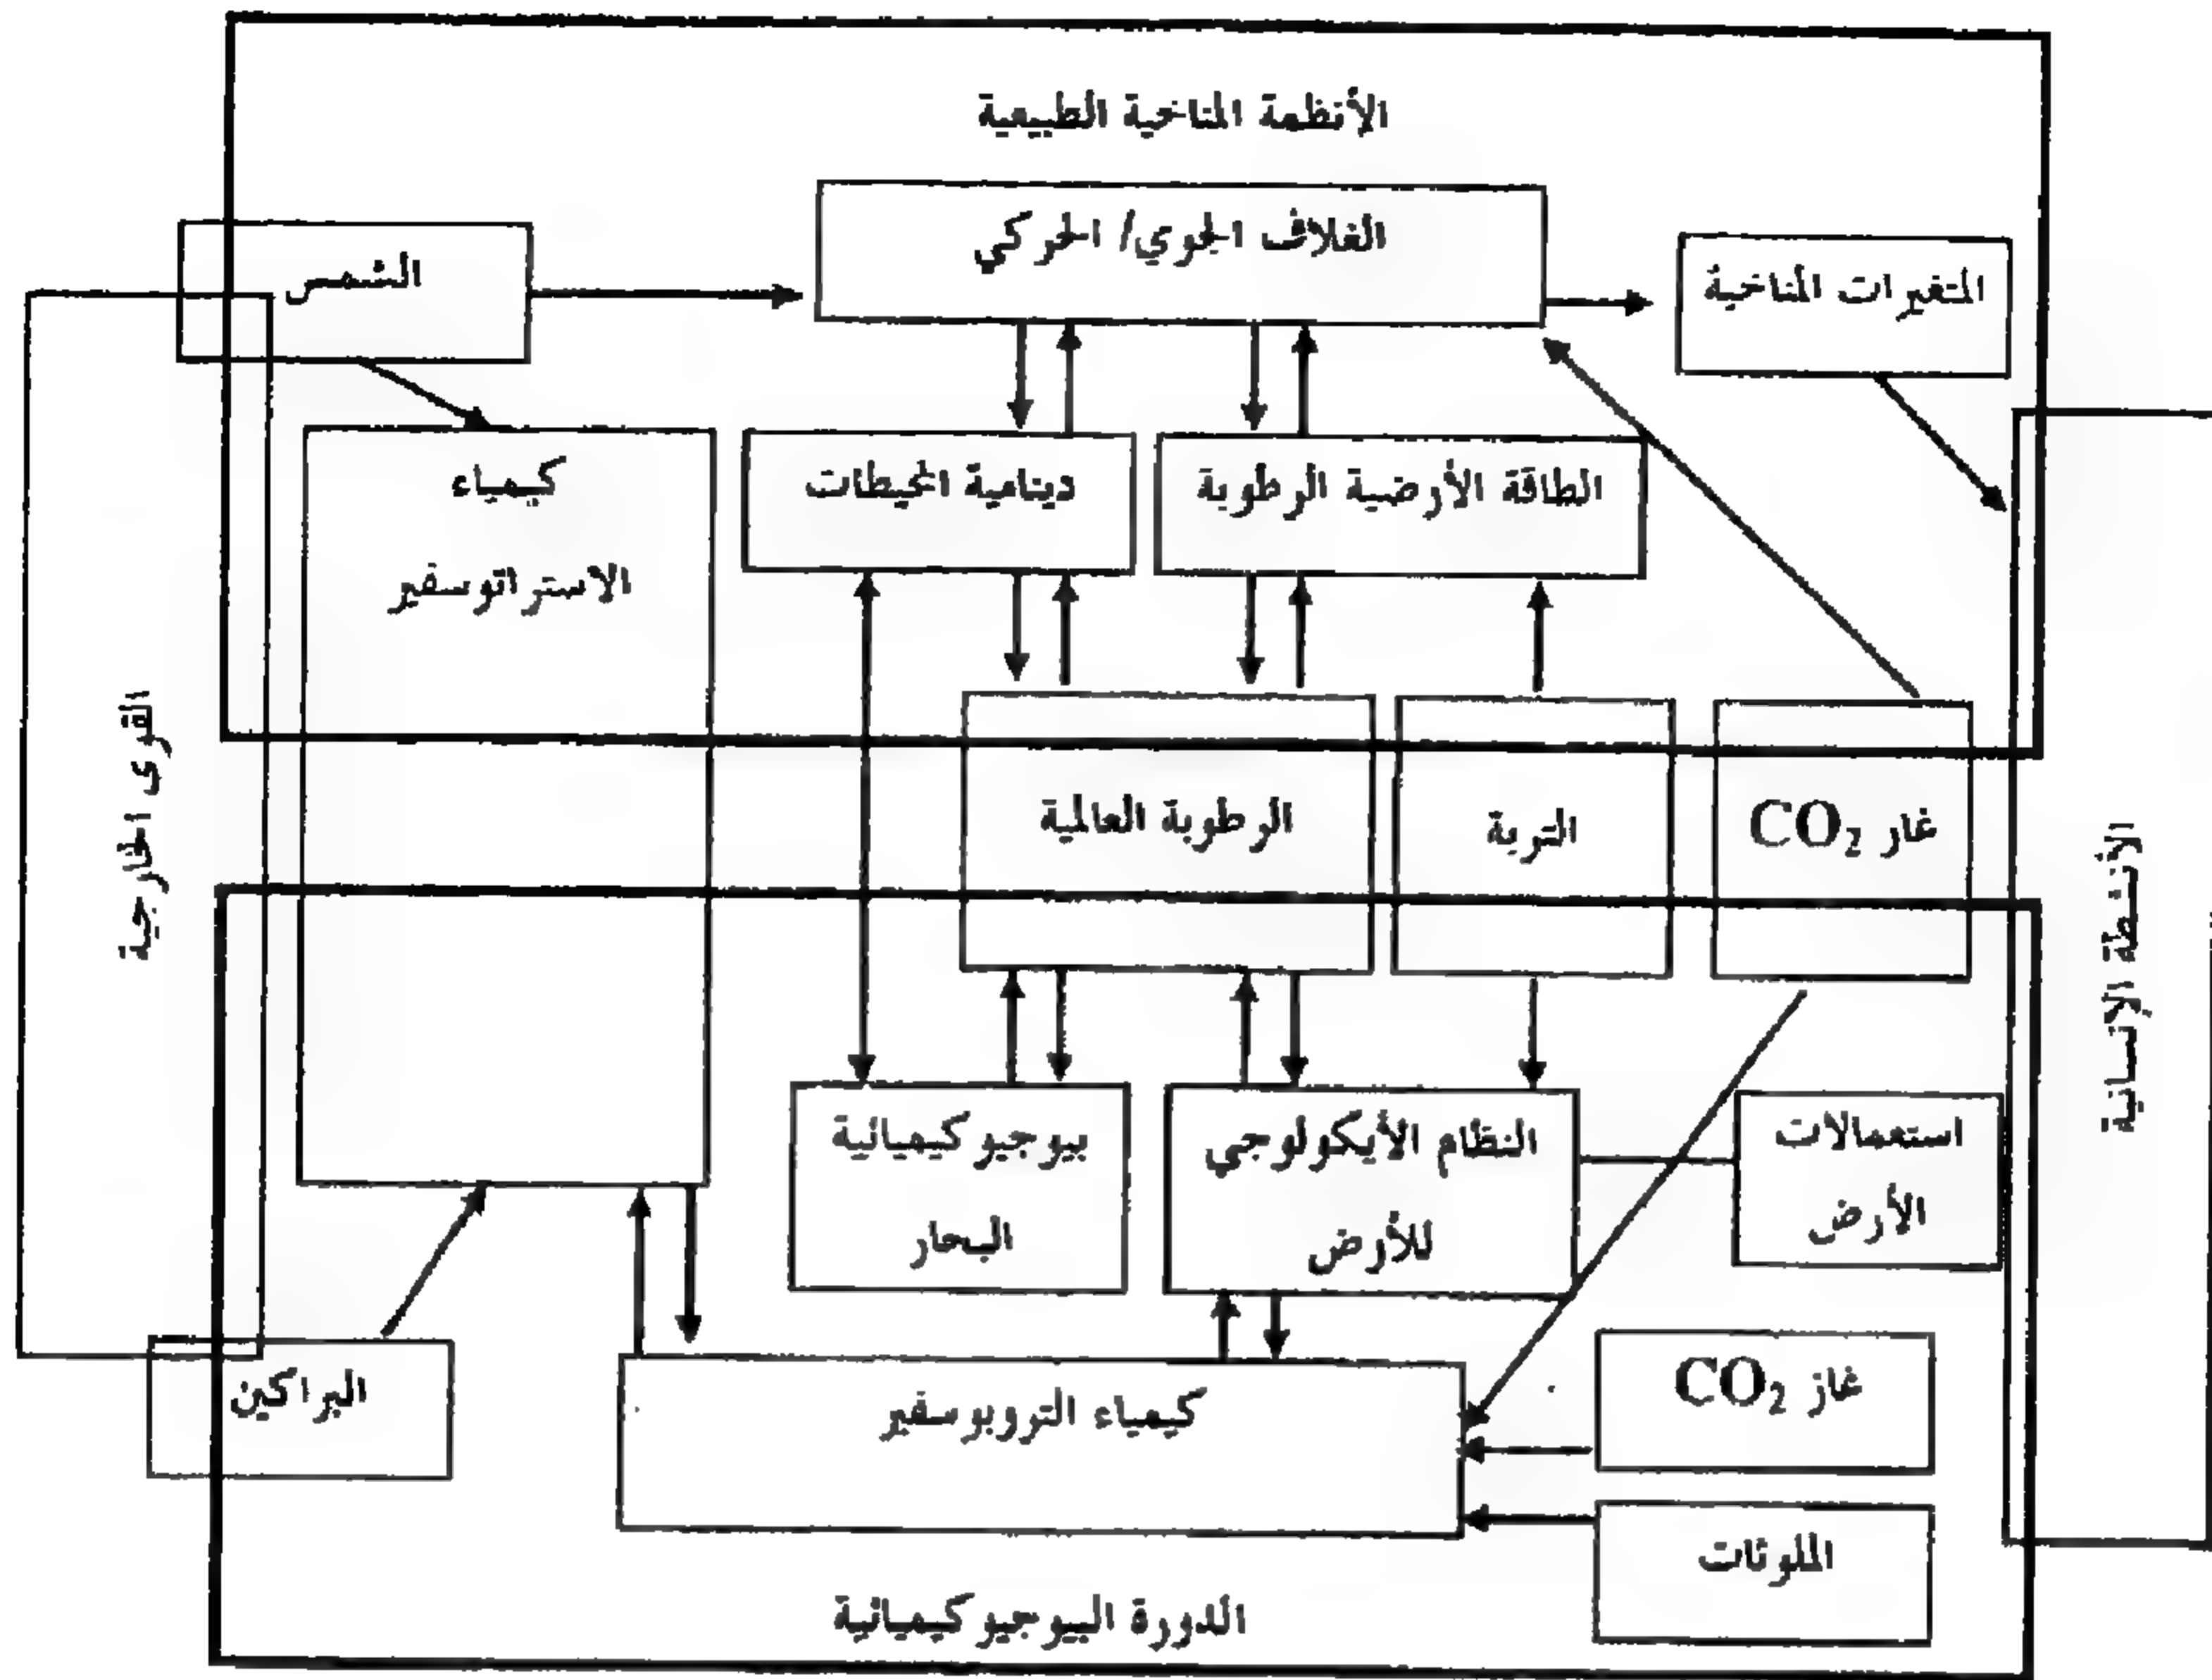 الأنظمة المناخية الطبيعية
الغلاف الجوي/ الحركي
الشمس
المتغيرات المناخية
كيمياء
الاستراتوسفير
دينامية المحيطات
الطاقة الأرضية الرطوبة
القوى الخارجية
الرطوبة العالمية
التربة
غاز CO₂
الأنشطة الإنسانية
بيوجيوكيميائية
البحار
النظام الأيكولوجي
للأرض
استعمالات
الأرض
البراكين
كيمياء التروبوسفير
غاز CO₂
الملوثات
الدورة البيوجيوكيميائية